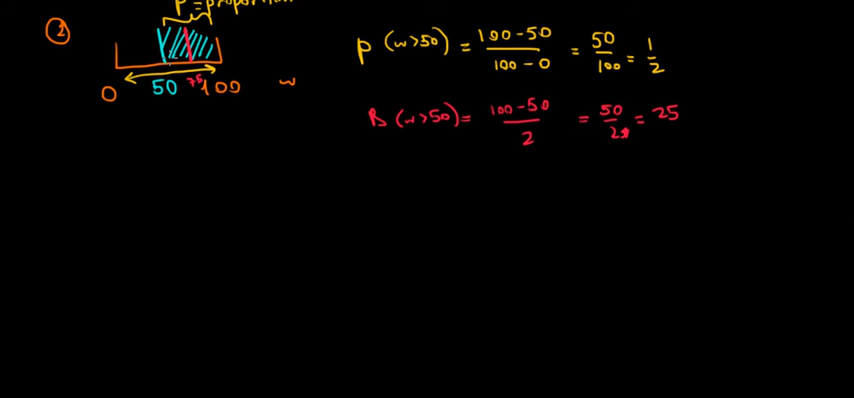 P = proportion
②
P (w>50) = 100-50 / 100-0 = 50/100 = 1/2
0 50 75 100 w
B (w>50) = 100-50 / 2 = 50/2 = 25